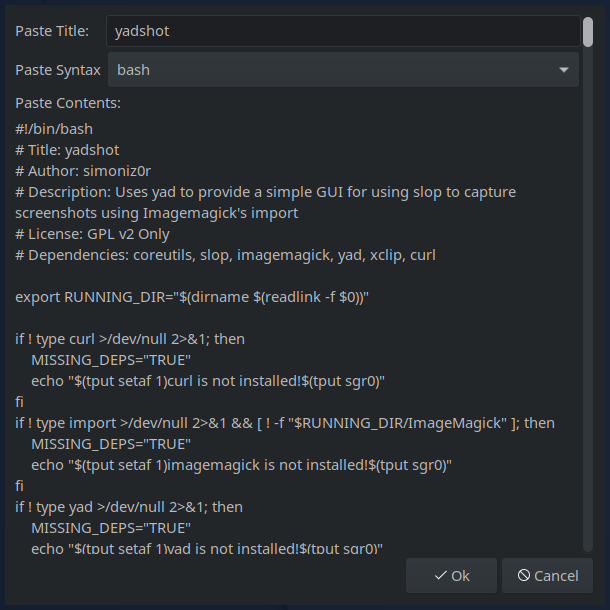 Paste Title: yadshot
Paste Syntax bash
Paste Contents:
#!/bin/bash
# Title: yadshot
# Author: simoniz0r
# Description: Uses yad to provide a simple GUI for using slop to capture
screenshots using Imagemagick's import
# License: GPL v2 Only
# Dependencies: coreutils, slop, imagemagick, yad, xclip, curl

export RUNNING_DIR="$(dirname $(readlink -f $0))"

if ! type curl >/dev/null 2>&1; then
    MISSING_DEPS="TRUE"
    echo "$(tput setaf 1)curl is not installed!$(tput sgr0)"
fi
if ! type import >/dev/null 2>&1 && [ ! -f "$RUNNING_DIR/ImageMagick" ]; then
    MISSING_DEPS="TRUE"
    echo "$(tput setaf 1)imagemagick is not installed!$(tput sgr0)"
fi
if ! type yad >/dev/null 2>&1; then
    MISSING_DEPS="TRUE"
    echo "$(tput setaf 1)yad is not installed!$(tput sgr0)"
Ok Cancel